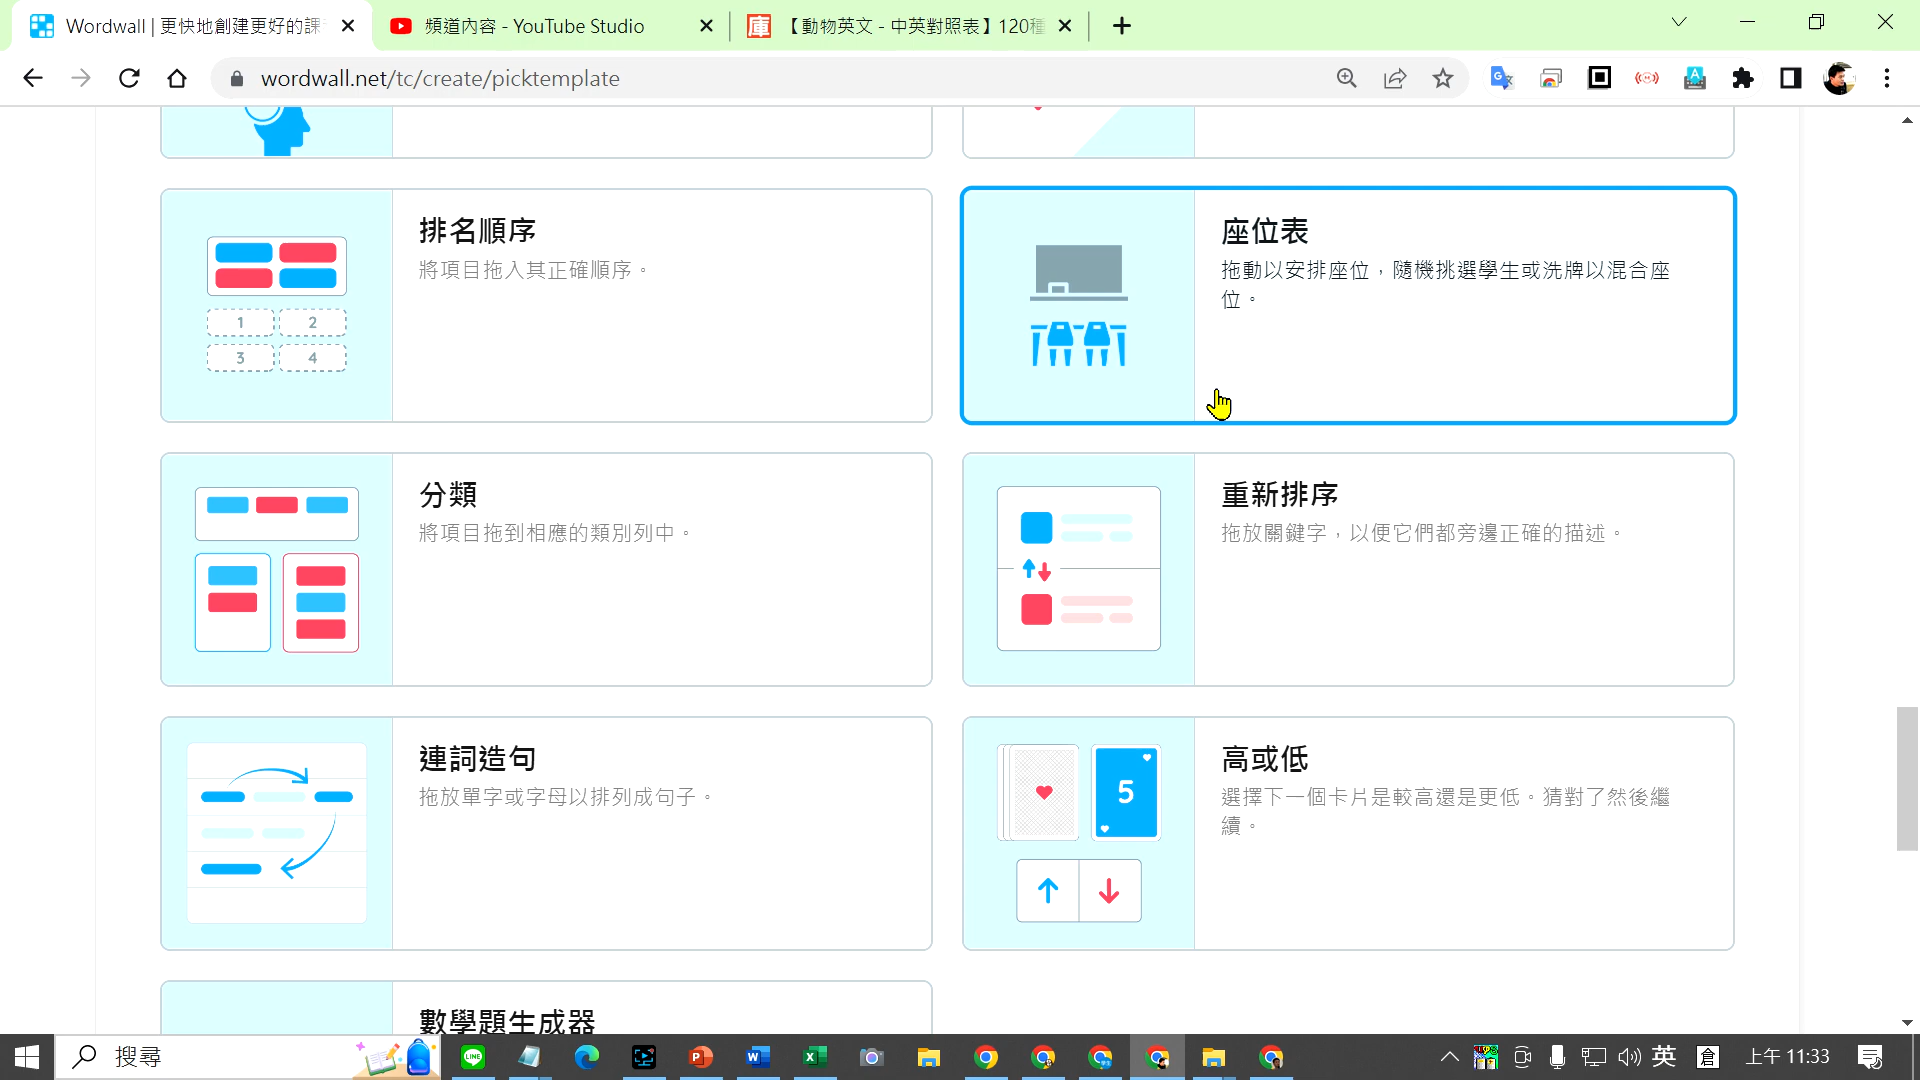 Wordwall | 更快地創建更好的課
頻道內容 - YouTube Studio
庫
【動物英文 - 中英對照表】120種
wordwall.net/tc/create/picktemplate
排名順序
將項目拖入其正確順序。
1
2
3
4
座位表
拖動以安排座位，隨機挑選學生或洗牌以混合座
位。
分類
將項目拖到相應的類別列中。
重新排序
拖放關鍵字，以便它們都旁邊正確的描述。
連詞造句
拖放單字或字母以排列成句子。
高或低
選擇下一個卡片是較高還是更低。猜對了然後繼
續。
5
數學題生成器
搜尋
英
倉
上午 11:33